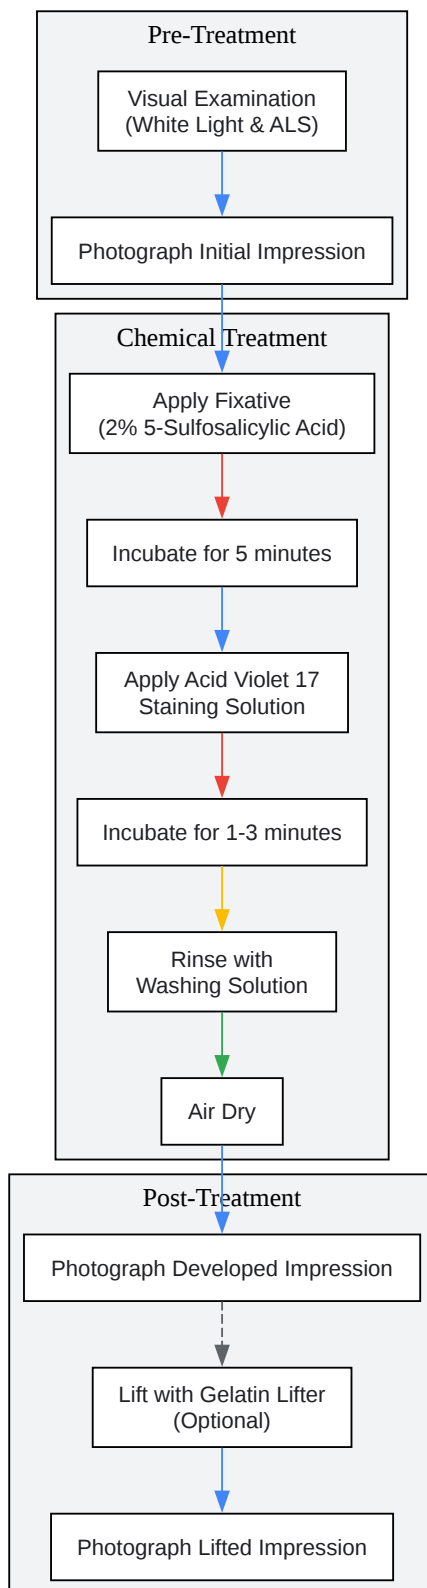 Pre-Treatment
Visual Examination
(White Light & ALS)
Photograph Initial Impression
Chemical Treatment
Apply Fixative
(2% 5-Sulfosalicylic Acid)
Incubate for 5 minutes
Apply Acid Violet 17
Staining Solution
Incubate for 1-3 minutes
Rinse with
Washing Solution
Air Dry
Post-Treatment
Photograph Developed Impression
Lift with Gelatin Lifter
(Optional)
Photograph Lifted Impression